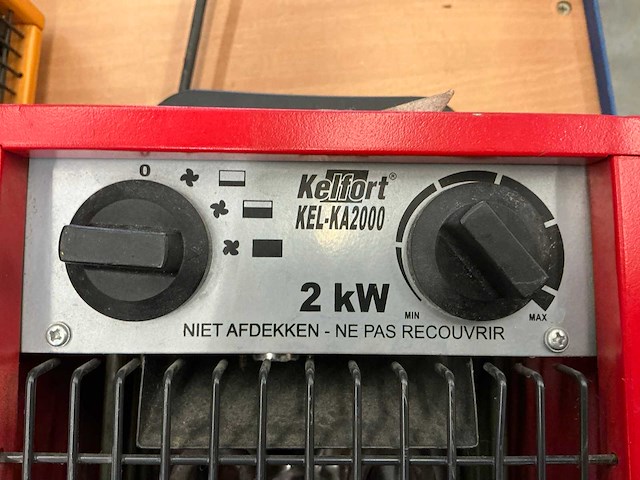 0
Kelfort®
KEL-KA2000
2 kW
MIN
MAX
NIET AFDEKKEN - NE PAS RECOUVRIR